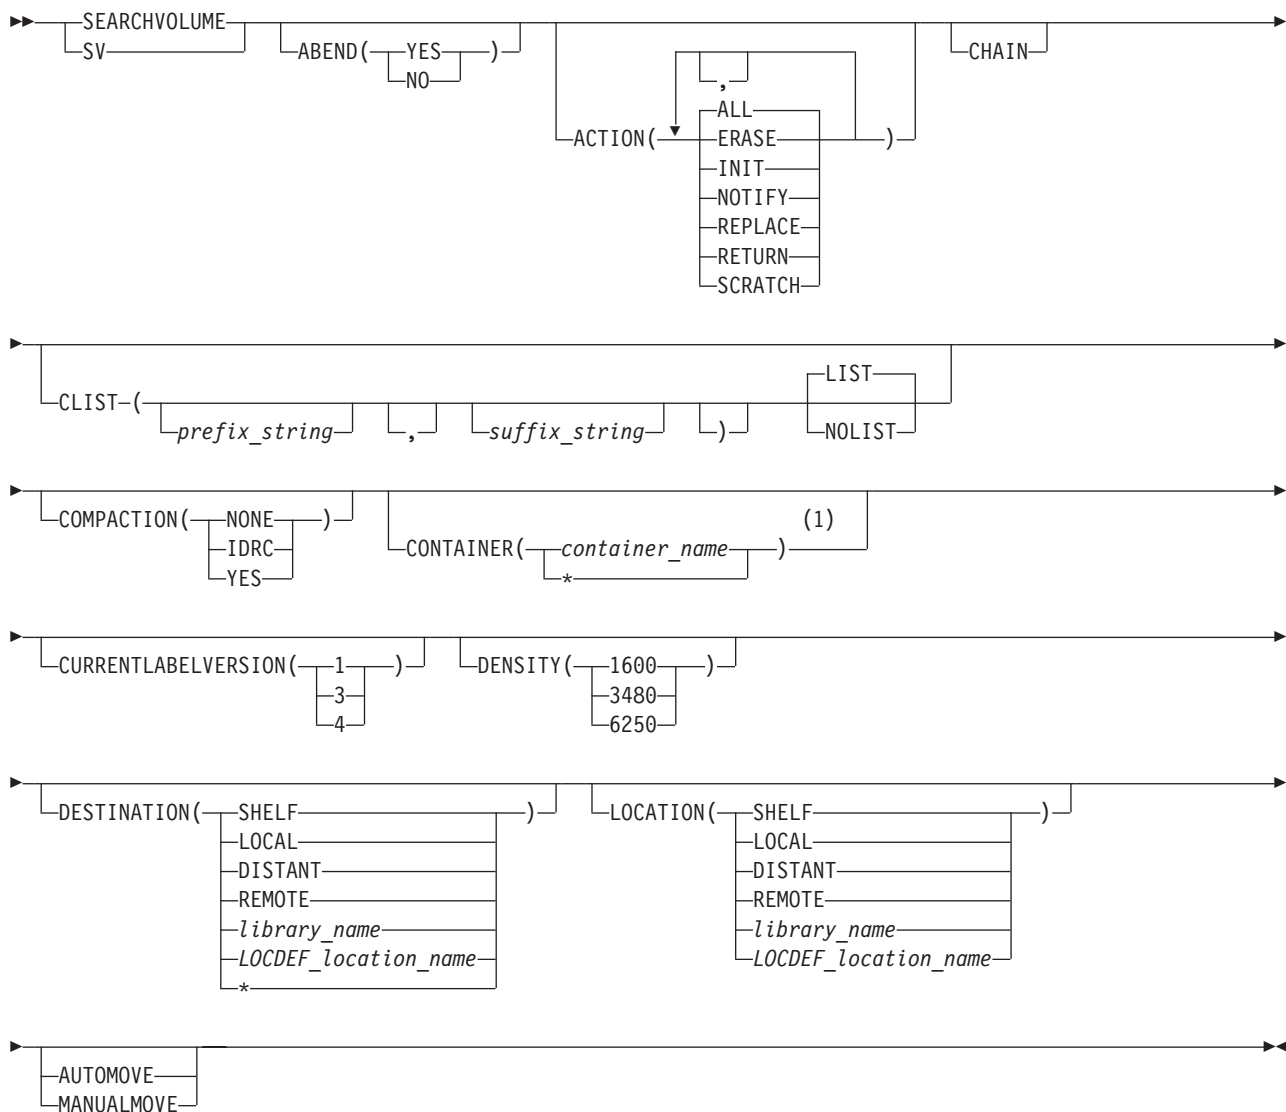 SEARCHVOLUME
SV
ABEND( YES )
NO
ACTION( ALL
,
ERASE )
INIT
NOTIFY
REPLACE
RETURN
SCRATCH
CHAIN
CLIST ( prefix_string , suffix_string ) LIST
NOLIST
COMPACTION( NONE )
IDRC
YES
CONTAINER( container_name ) (1)
*
CURRENTLABELVERSION( 1 )
3
4
DENSITY( 1600 )
3480
6250
DESTINATION( SHELF )
LOCAL
DISTANT
REMOTE
library_name
LOCDEF_location_name
*
LOCATION( SHELF )
LOCAL
DISTANT
REMOTE
library_name
LOCDEF_location_name
AUTOMOVE
MANUALMOVE